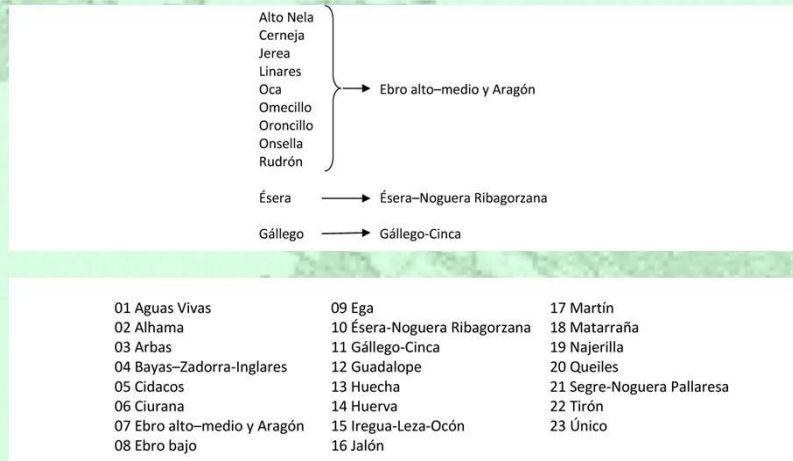 Alto Nela
Cerneja
Jerea
Linares
Oca
Omecillo
Oroncillo
Onsella
Rudrón
Ebro alto–medio y Aragón
Ésera
Ésera–Noguera Ribagorzana
Gállego
Gállego-Cinca
01 Aguas Vivas
02 Alhama
03 Arbas
04 Bayas–Zadorra-Inglares
05 Cidacos
06 Ciurana
07 Ebro alto–medio y Aragón
08 Ebro bajo
09 Ega
10 Ésera-Noguera Ribagorzana
11 Gállego-Cinca
12 Guadalope
13 Huecha
14 Huerva
15 Iregua-Leza-Ocón
16 Jalón
17 Martín
18 Matarraña
19 Najerilla
20 Queiles
21 Segre-Noguera Pallaresa
22 Tirón
23 Único